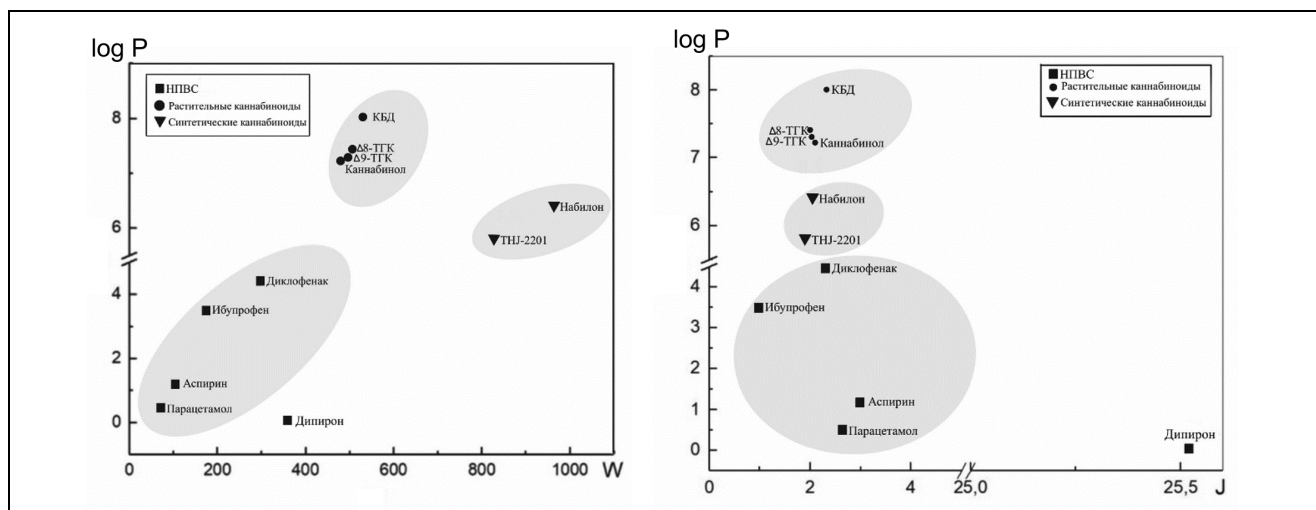 log P
НПВС
Растительные каннабиноиды
Синтетические каннабиноиды
8
6
4
2
0
КБД
Δ8-ТГК
Δ9-ТГК
Каннабинол
Набилон
THJ-2201
Диклофенак
Ибупрофен
Аспирин
Парацетамол
Дипирон
0 200 400 600 800 1000 W
log P
НПВС
Растительные каннабиноиды
Синтетические каннабиноиды
8
7
6
5
4
3
2
1
0
КБД
Δ8-ТГК
Δ9-ТГК
Каннабинол
Набилон
THJ-2201
Диклофенак
Ибупрофен
Аспирин
Парацетамол
Дипирон
0 2 4 25,0 25,5 J